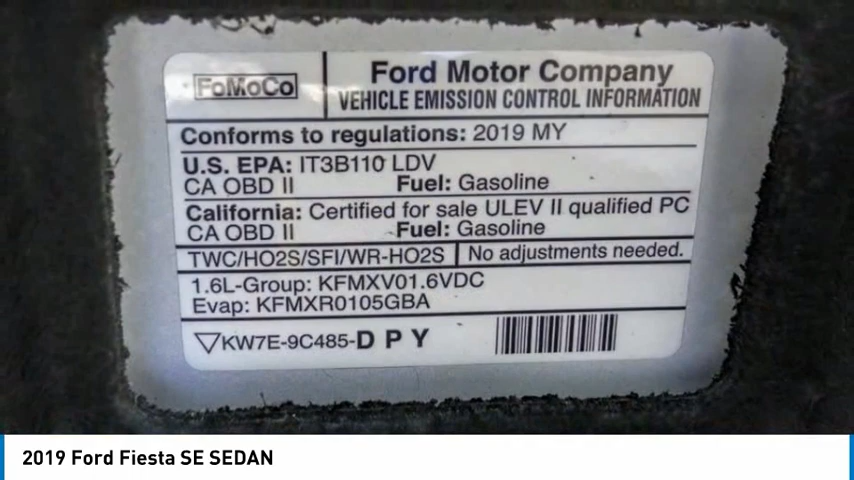 FoMoCo
Ford Motor Company
VEHICLE EMISSION CONTROL INFORMATION
Conforms to regulations: 2019 MY
U.S. EPA: IT3B110 LDV
CA OBD II Fuel: Gasoline
California: Certified for sale ULEV II qualified PC
CA OBD II Fuel: Gasoline
TWC/HO2S/SFI/WR-HO2S No adjustments needed.
1.6L-Group: KFMXV01.6VDC
Evap: KFMXR0105GBA
KW7E-9C485-D P Y
2019 Ford Fiesta SE SEDAN